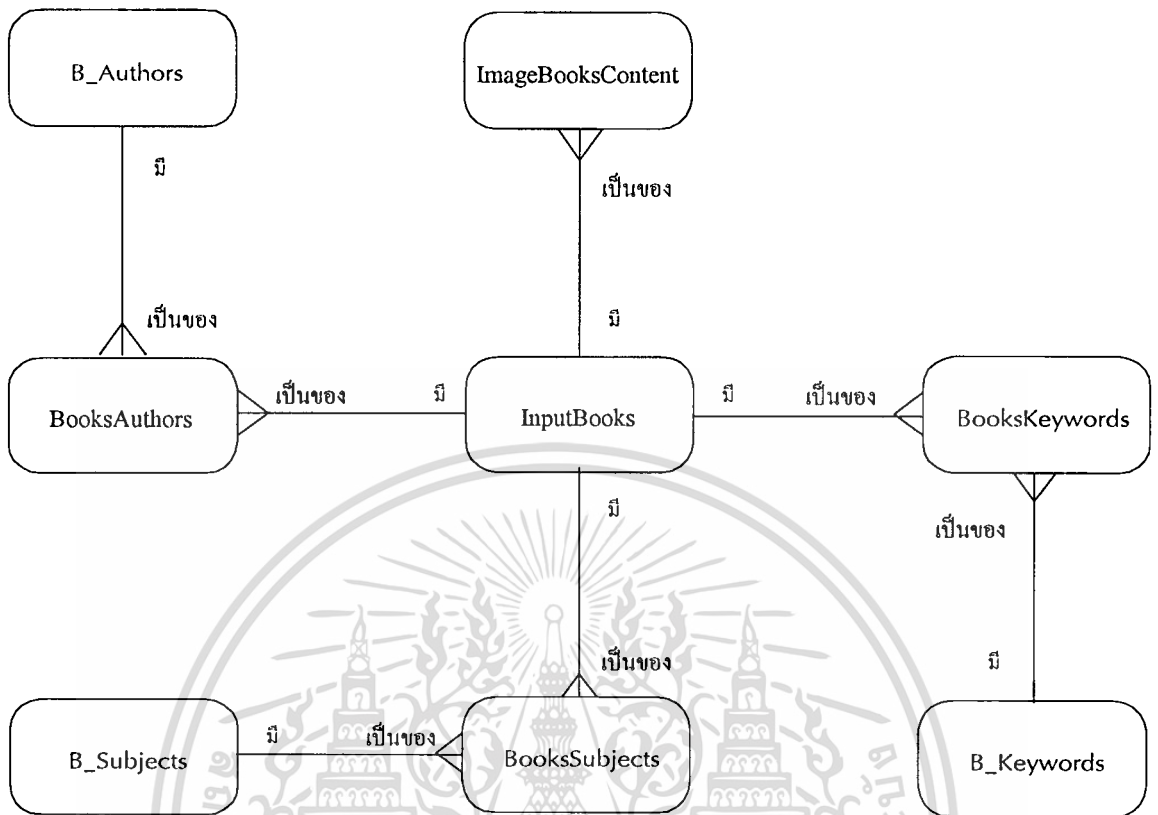 B_Authors
ImageBooksContent
มี
เป็นของ
เป็นของ
มี
BooksAuthors
เป็นของ
มี
InputBooks
มี
เป็นของ
BooksKeywords
มี
เป็นของ
เป็นของ
มี
B_Subjects
มี
เป็นของ
BooksSubjects
B_Keywords